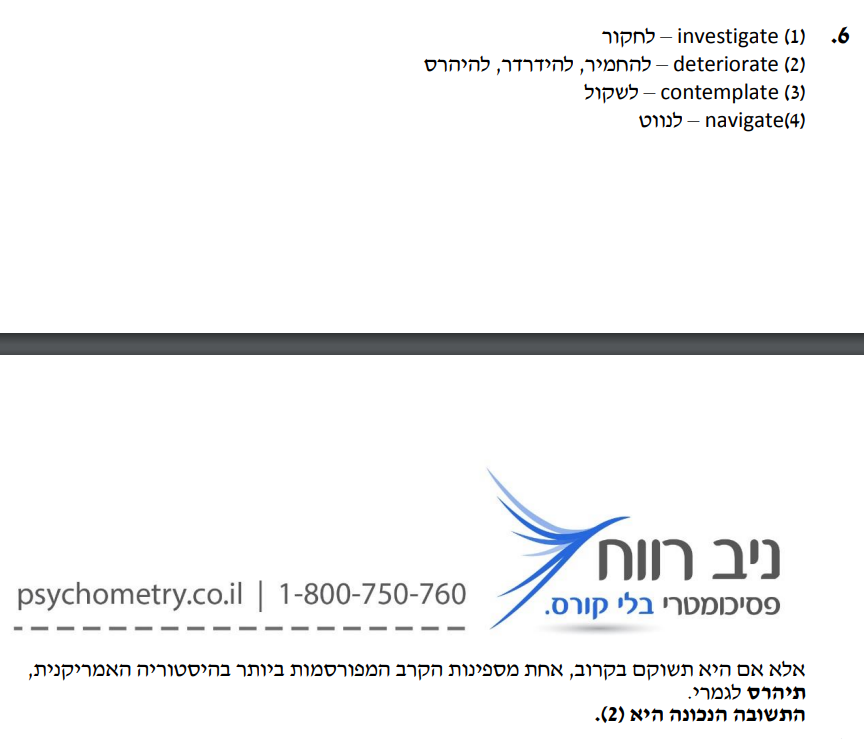 6. (1) investigate – לחקור
(2) deteriorate – להחמיר, להידרדר, להיהרס
(3) contemplate – לשקול
(4)navigate – לנווט
ניב רווח
פסיכומטרי בלי קורס.
psychometry.co.il | 1-800-750-760
אלא אם היא תשוקם בקרוב, אחת מספינות הקרב המפורסמות ביותר בהיסטוריה האמריקנית,
תיהרס לגמרי.
התשובה הנכונה היא (2).